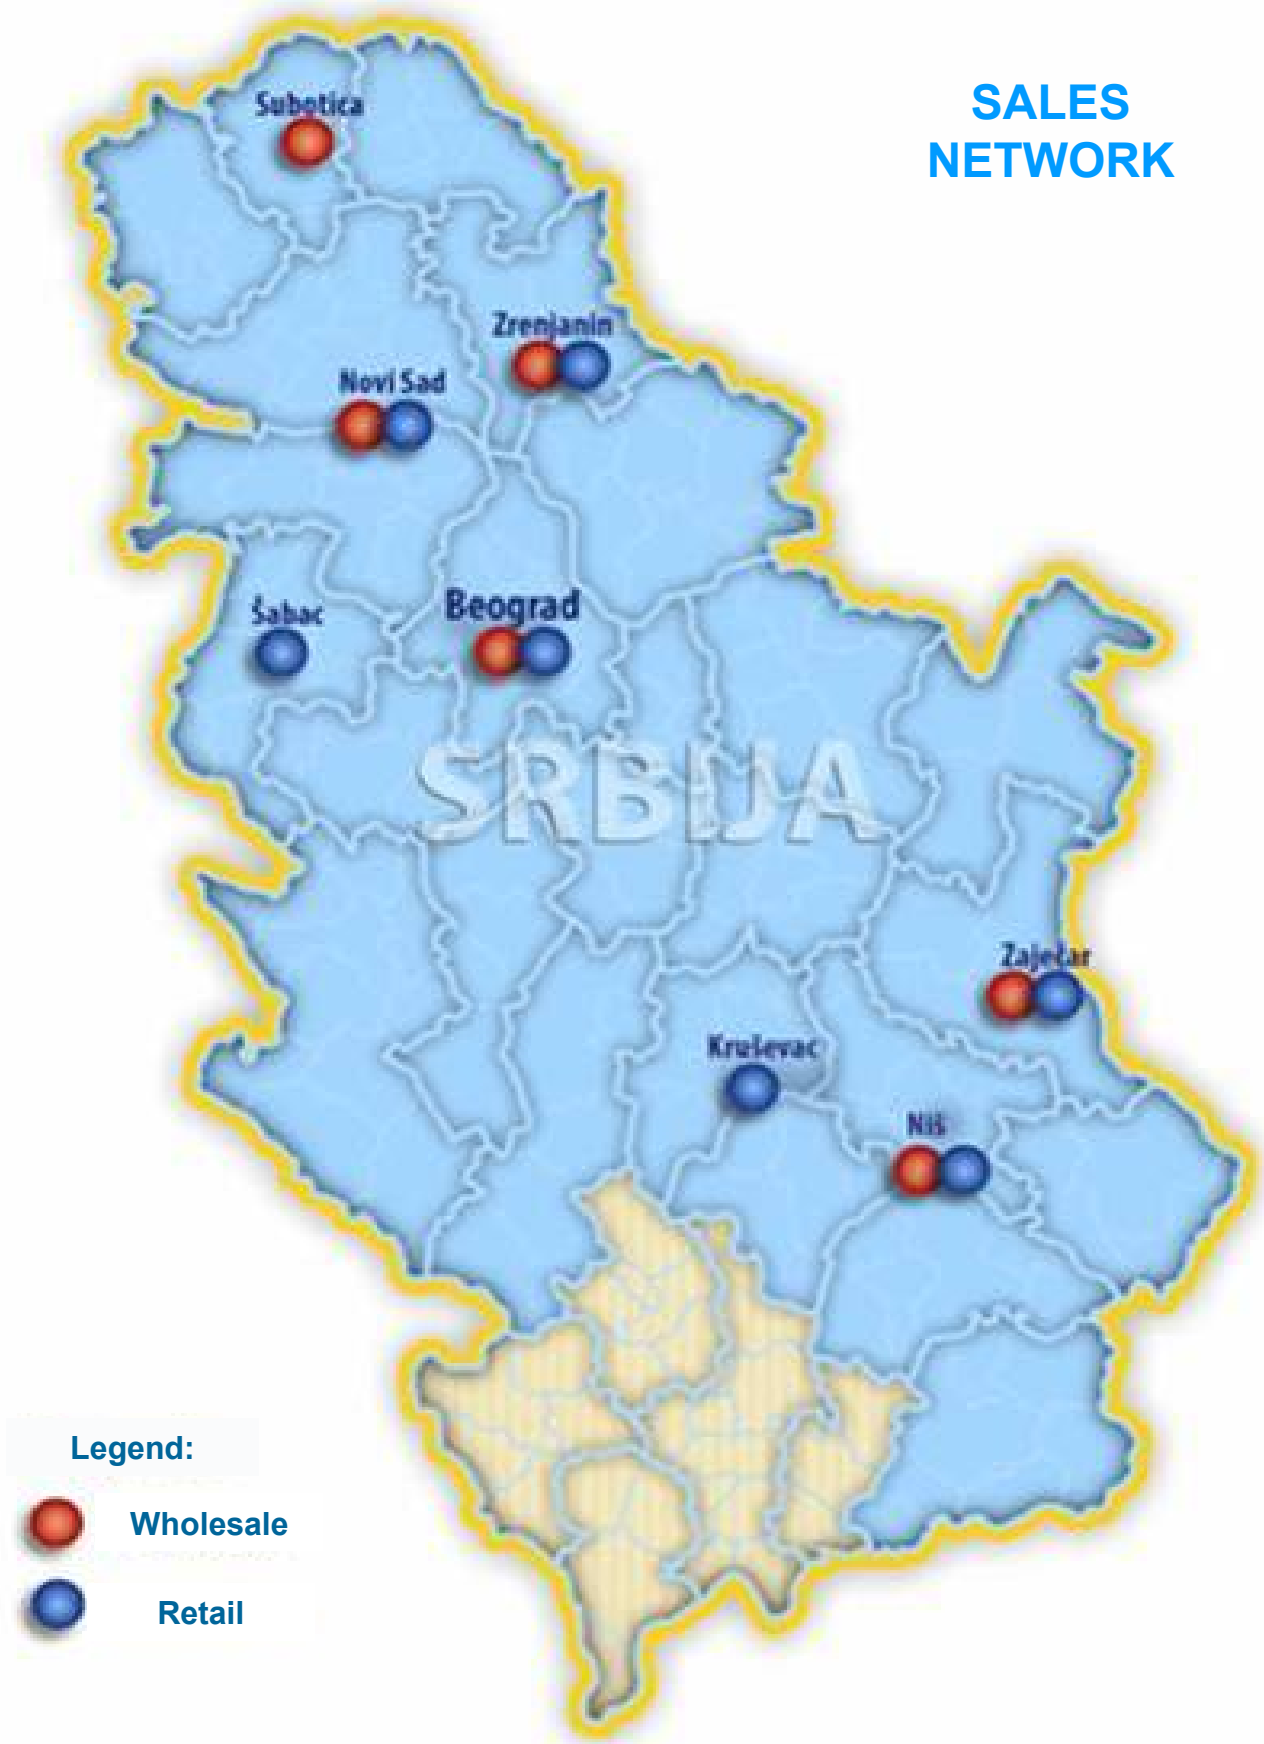 SALES
NETWORK
Subotica
Zrenjanin
Novi Sad
Šabac
Beograd
SRBIJA
Zaječar
Kruševac
Niš
Legend:
Wholesale
Retail